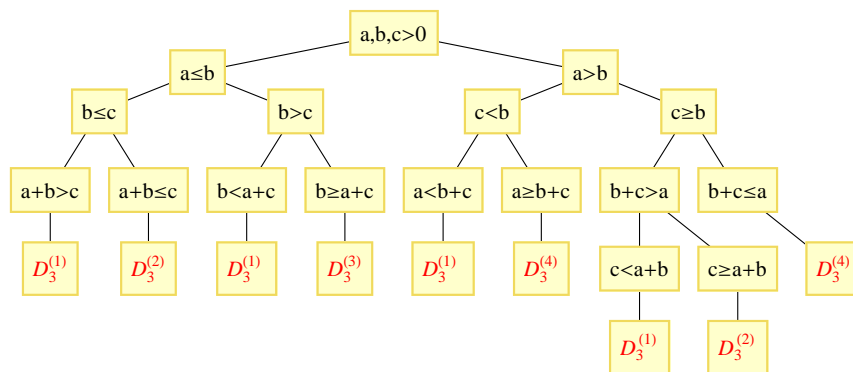 a,b,c>0
a≤b a>b
b≤c b>c c<b c≥b
a+b>c a+b≤c b<a+c b≥a+c a<b+c a≥b+c b+c>a b+c≤a
D₃⁽¹⁾ D₃⁽²⁾ D₃⁽¹⁾ D₃⁽³⁾ D₃⁽¹⁾ D₃⁽⁴⁾ c<a+b c≥a+b D₃⁽⁴⁾
D₃⁽¹⁾ D₃⁽²⁾